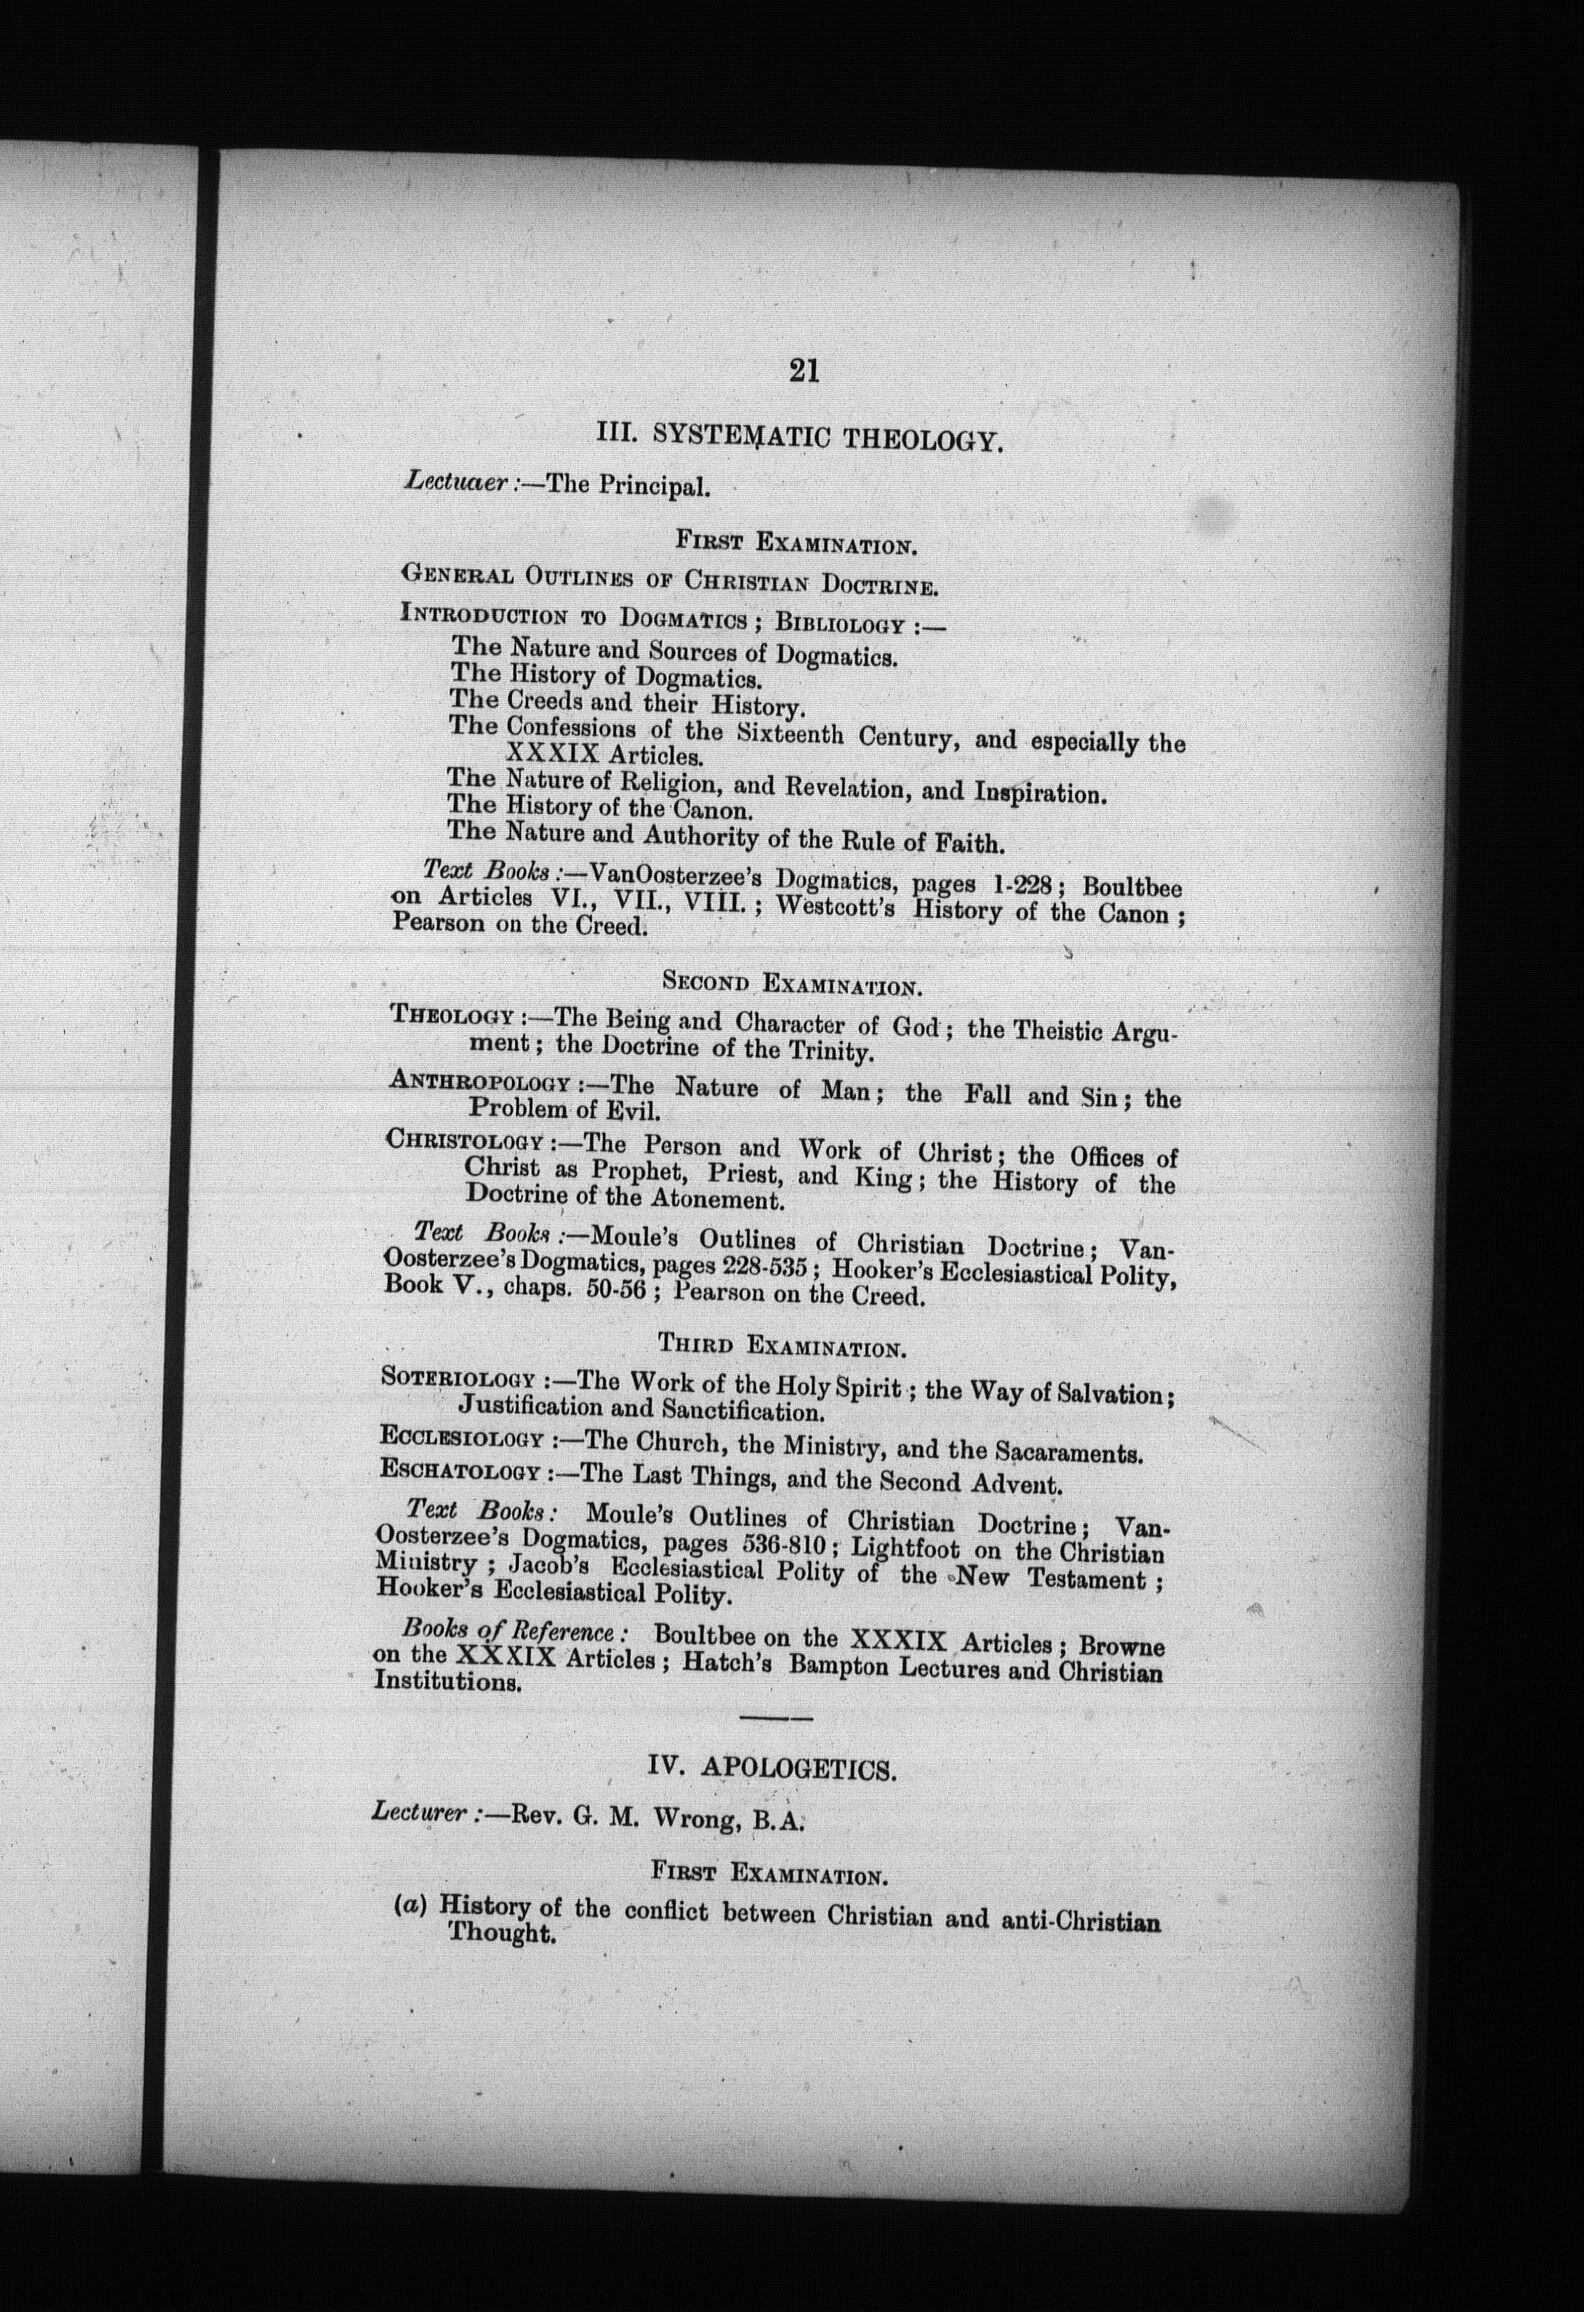 21
III. SYSTEMATIC THEOLOGY.
Lectuaer :—The Principal.
FIRST EXAMINATION.
GENERAL OUTLINES OF CHRISTIAN DOCTRINE.
INTRODUCTION TO DOGMATICS ; BIBLIOLOGY :—
The Nature and Sources of Dogmatics.
The History of Dogmatics.
The Creeds and their History.
The Confessions of the Sixteenth Century, and especially the
XXXIX Articles.
The Nature of Religion, and Revelation, and Inspiration.
The History of the Canon.
The Nature and Authority of the Rule of Faith.
Text Books :—VanOosterzee's Dogmatics, pages 1-228 ; Boultbee
on Articles VI., VII., VIII. ; Westcott's History of the Canon ;
Pearson on the Creed.
SECOND EXAMINATION.
THEOLOGY :—The Being and Character of God ; the Theistic Argu-
ment ; the Doctrine of the Trinity.
ANTHROPOLOGY :—The Nature of Man ; the Fall and Sin ; the
Problem of Evil.
CHRISTOLOGY :—The Person and Work of Christ ; the Offices of
Christ as Prophet, Priest, and King ; the History of the
Doctrine of the Atonement.
Text Books :—Moule's Outlines of Christian Doctrine ; Van-
Oosterzee's Dogmatics, pages 228-535 ; Hooker's Ecclesiastical Polity,
Book V., chaps. 50-56 ; Pearson on the Creed.
THIRD EXAMINATION.
SOTERIOLOGY :—The Work of the Holy Spirit ; the Way of Salvation ;
Justification and Sanctification.
ECCLESIOLOGY :—The Church, the Ministry, and the Sacaraments.
ESCHATOLOGY :—The Last Things, and the Second Advent.
Text Books : Moule's Outlines of Christian Doctrine ; Van-
Oosterzee's Dogmatics, pages 536-810 ; Lightfoot on the Christian
Ministry ; Jacob's Ecclesiastical Polity of the New Testament ;
Hooker's Ecclesiastical Polity.
Books of Reference : Boultbee on the XXXIX Articles ; Browne
on the XXXIX Articles ; Hatch's Bampton Lectures and Christian
Institutions.
IV. APOLOGETICS.
Lecturer :—Rev. G. M. Wrong, B.A.
FIRST EXAMINATION.
(a) History of the conflict between Christian and anti-Christian
Thought.